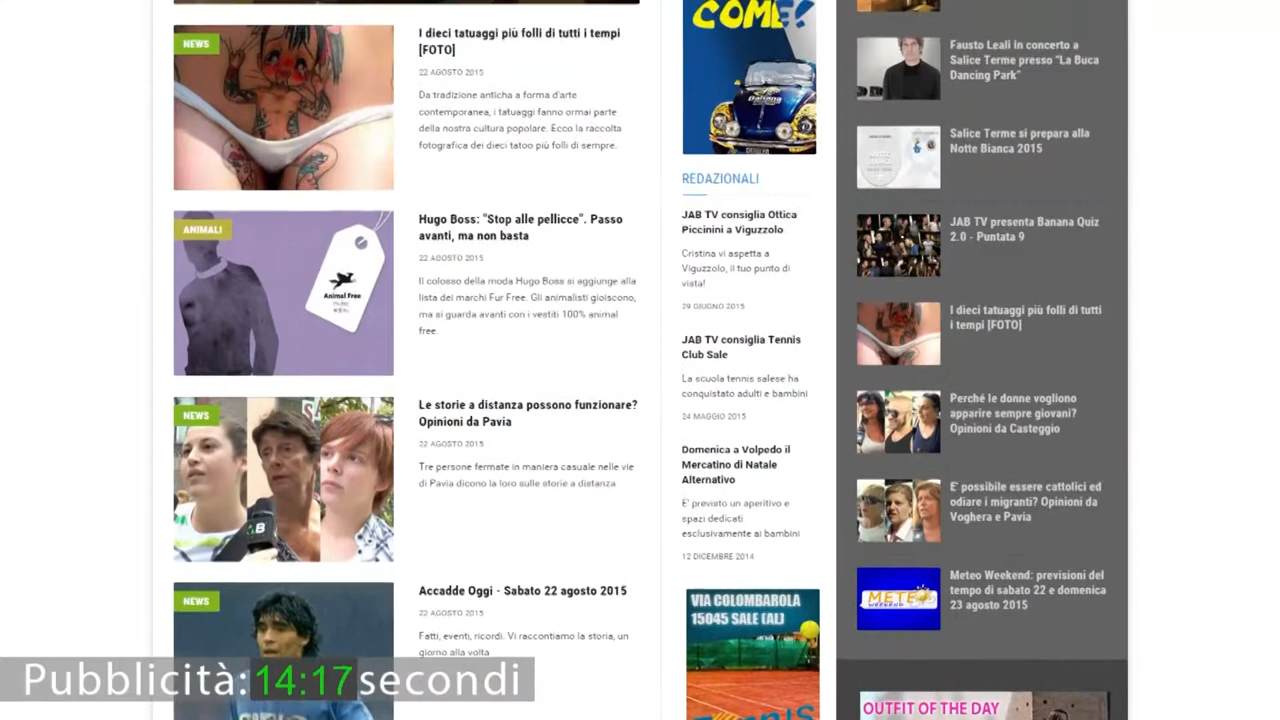 NEWS
I dieci tatuaggi più folli di tutti i tempi
[FOTO]
22 AGOSTO 2015
Da tradizione antichca a forma d'arte
contemporanea, i tatuaggi fanno ormai parte
della nostra cultura popolare. Ecco la raccolta
fotografica dei dieci tatoo più folli di sempre.
ANIMALI
Animal Free
Hugo Boss: "Stop alle pellicce". Passo
avanti, ma non basta
22 AGOSTO 2015
Il colosso della moda Hugo Boss si aggiunge alla
lista dei marchi Fur Free. Gli animalisti gioiscono,
ma si guarda avanti con i vestiti 100% animal
free.
NEWS
Le storie a distanza possono funzionare?
Opinioni da Pavia
22 AGOSTO 2015
Tre persone fermate in maniera casuale nelle vie
di Pavia dicono la loro sulle storie a distanza
NEWS
Accadde Oggi - Sabato 22 agosto 2015
22 AGOSTO 2015
Fatti, eventi, ricordi. Vi raccontiamo la storia, un
giorno alla volta
COME?
REDAZIONALI
JAB TV consiglia Ottica
Piccinini a Viguzzolo
Cristina vi aspetta a
Viguzzolo, il tuo punto di
vista!
29 GIUGNO 2015
JAB TV consiglia Tennis
Club Sale
La scuola tennis salese ha
conquistato adulti e bambini
24 MAGGIO 2015
Domenica a Volpedo il
Mercatino di Natale
Alternativo
E' previsto un aperitivo e
spazi dedicati
esclusivamente ai bambini
12 DICEMBRE 2014
VIA COLOMBAROLA
15045 SALE (AL)
Tennis
Fausto Leali in concerto a
Salice Terme presso "La Buca
Dancing Park"
Salice Terme si prepara alla
Notte Bianca 2015
JAB TV presenta Banana Quiz
2.0 - Puntata 9
I dieci tatuaggi più folli di tutti
i tempi [FOTO]
Perché le donne vogliono
apparire sempre giovani?
Opinioni da Casteggio
E' possibile essere cattolici ed
odiare i migranti? Opinioni da
Voghera e Pavia
METEO
WEEKEND
Meteo Weekend: previsioni del
tempo di sabato 22 e domenica
23 agosto 2015
OUTFIT OF THE DAY
Pubblicità: 14:17 secondi